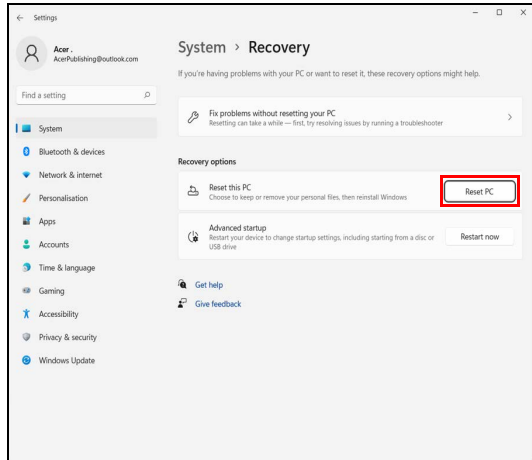 Settings
Acer .
AcerPublishing@outlook.com
Find a setting
System
Bluetooth & devices
Network & internet
Personalisation
Apps
Accounts
Time & language
Gaming
Accessibility
Privacy & security
Windows Update
System > Recovery
If you're having problems with your PC or want to reset it, these recovery options might help.
Fix problems without resetting your PC
Resetting can take a while — first, try resolving issues by running a troubleshooter
Recovery options
Reset this PC
Choose to keep or remove your personal files, then reinstall Windows
Reset PC
Advanced startup
Restart your device to change startup settings, including starting from a disc or
USB drive
Restart now
Get help
Give feedback